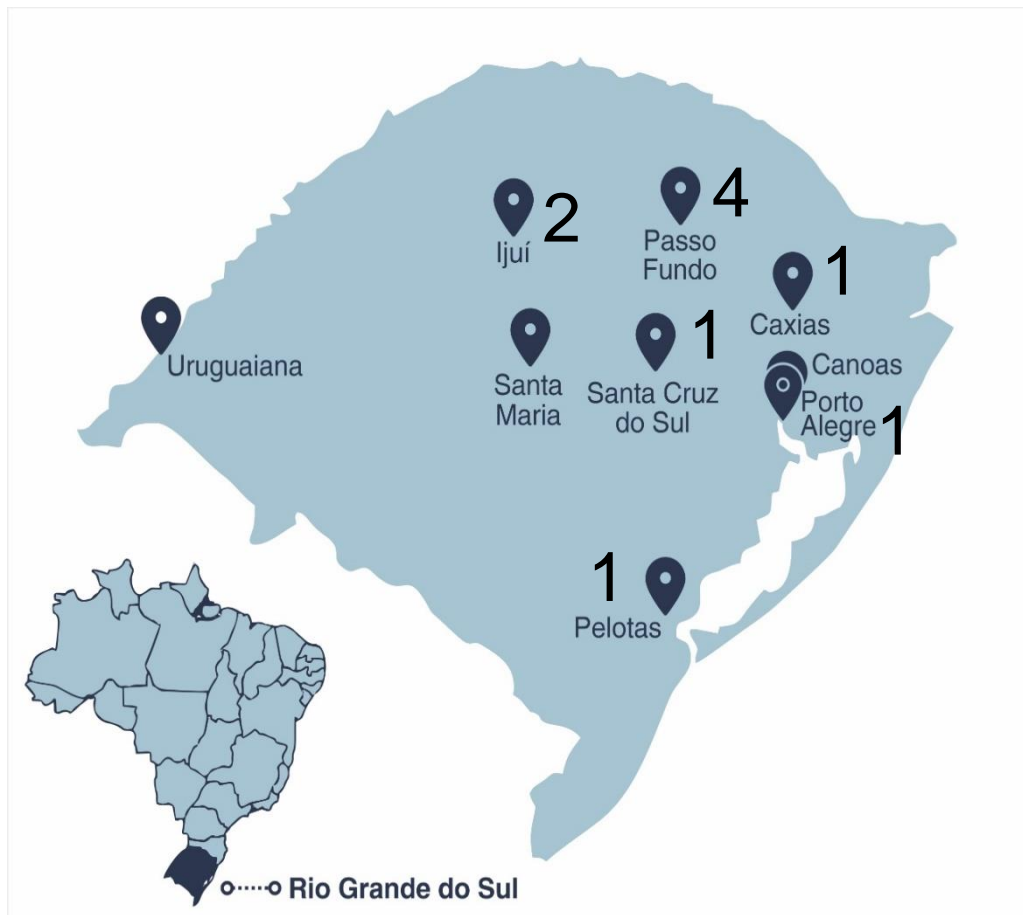 4
2
Ijuí
Passo
Fundo
1
Caxias
1
Uruguaiana
Canoas
Santa
Maria
Santa Cruz
do Sul
Porto
Alegre
1
1
Pelotas
Rio Grande do Sul